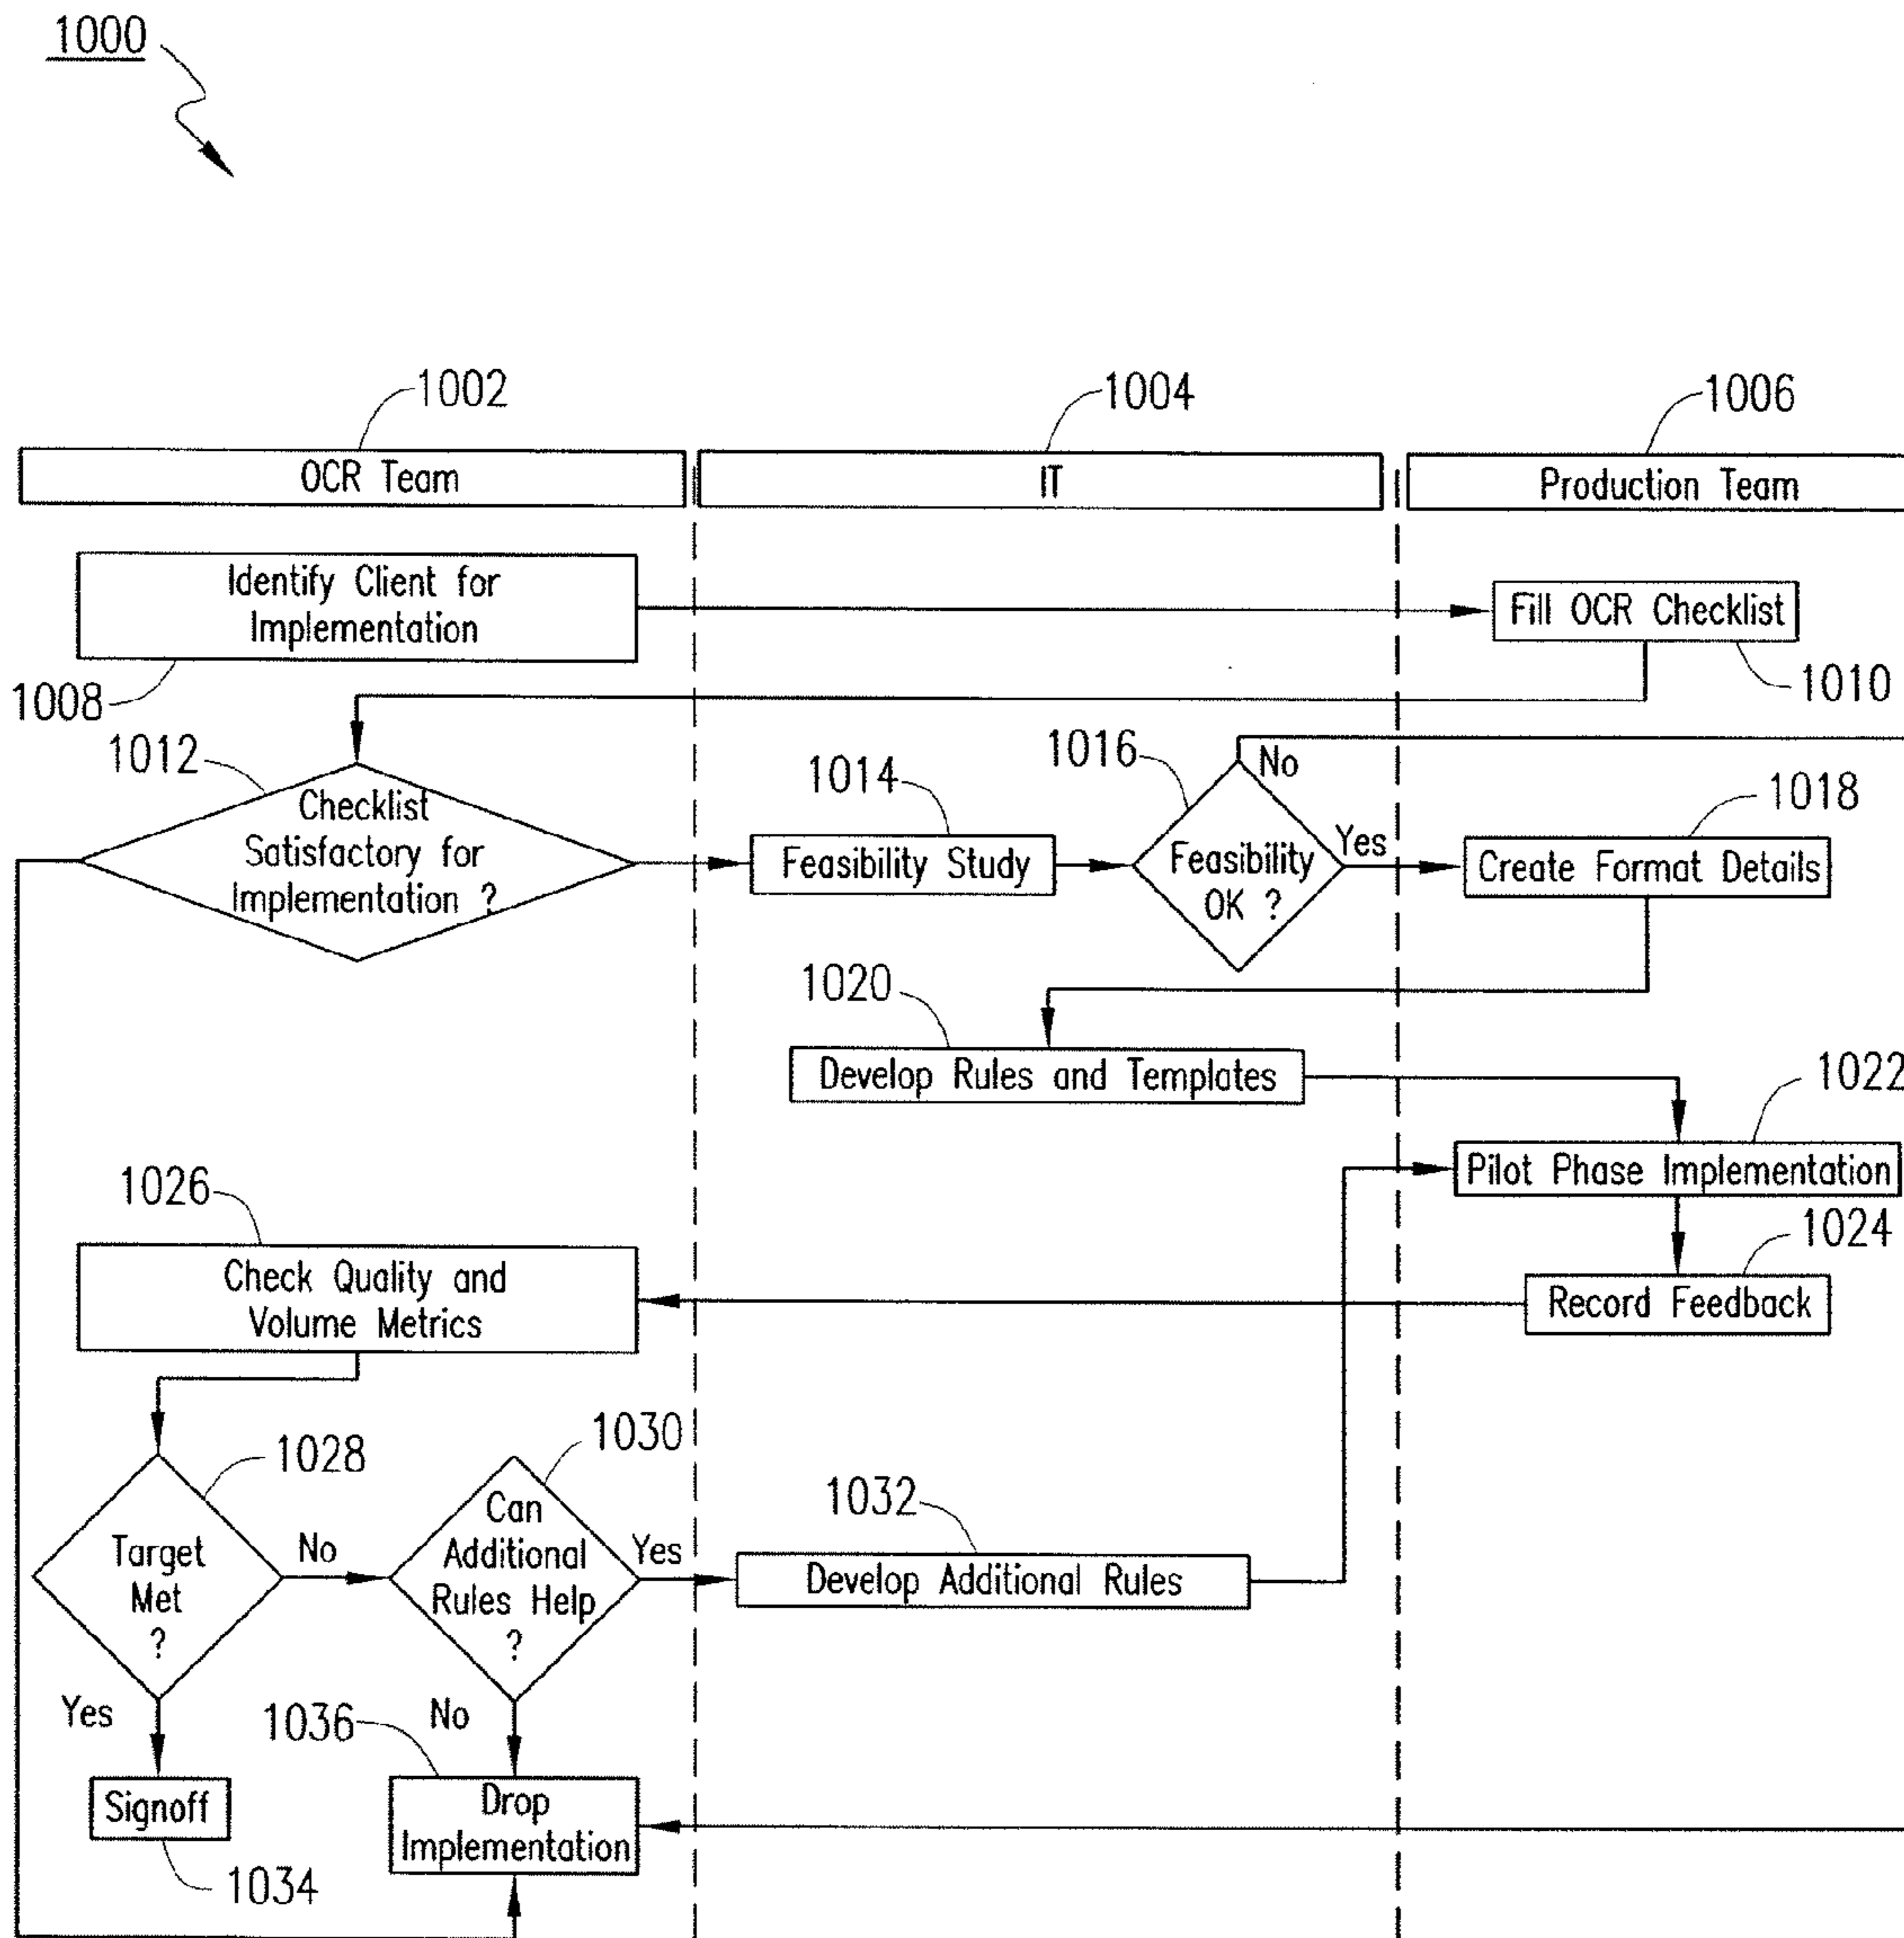 1000
1002
1004
1006
OCR Team
IT
Production Team
Identify Client for
Implementation
Fill OCR Checklist
1008
1010
1012
Checklist
Satisfactory for
Implementation ?
1014
Feasibility Study
1016
No
Feasibility
OK ?
Yes
1018
Create Format Details
1020
Develop Rules and Templates
1022
Pilot Phase Implementation
1024
Record Feedback
1026
Check Quality and
Volume Metrics
1028
Target
Met
?
No
1030
Can
Additional
Rules Help
?
Yes
1032
Develop Additional Rules
Yes
1036
No
Signoff
Drop
Implementation
1034